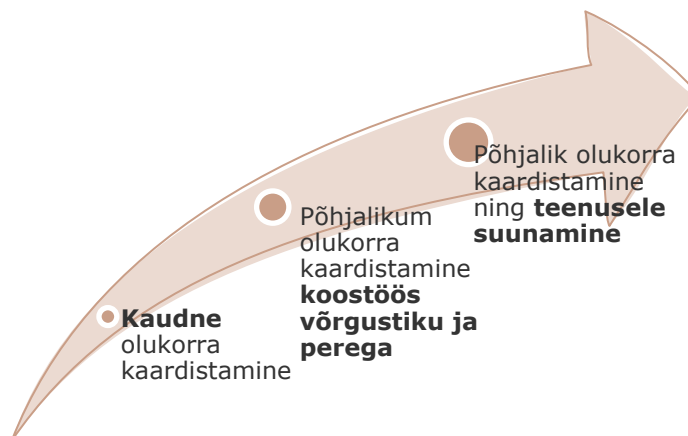 Kaudne
olukorra
kaardistamine
Põhjalikum
olukorra
kaardistamine
koostöös
võrgustiku ja
perega
Põhjalik olukorra
kaardistamine
ning teenusele
suunamine